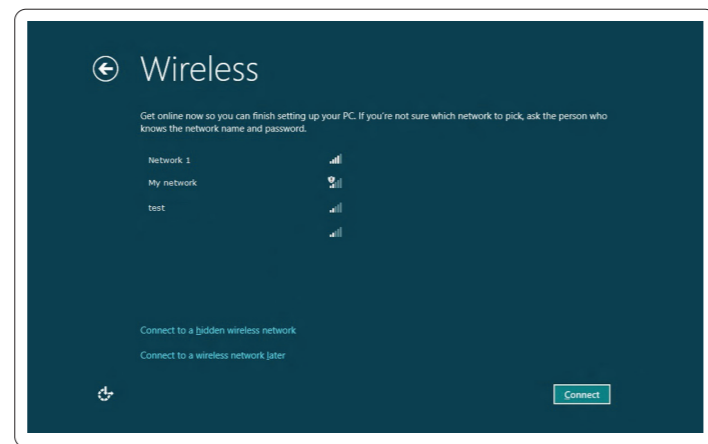 Wireless
Get online now so you can finish setting up your PC. If you're not sure which network to pick, ask the person who
knows the network name and password.
Network 1
My network
test
Connect to a hidden wireless network
Connect to a wireless network later
Connect